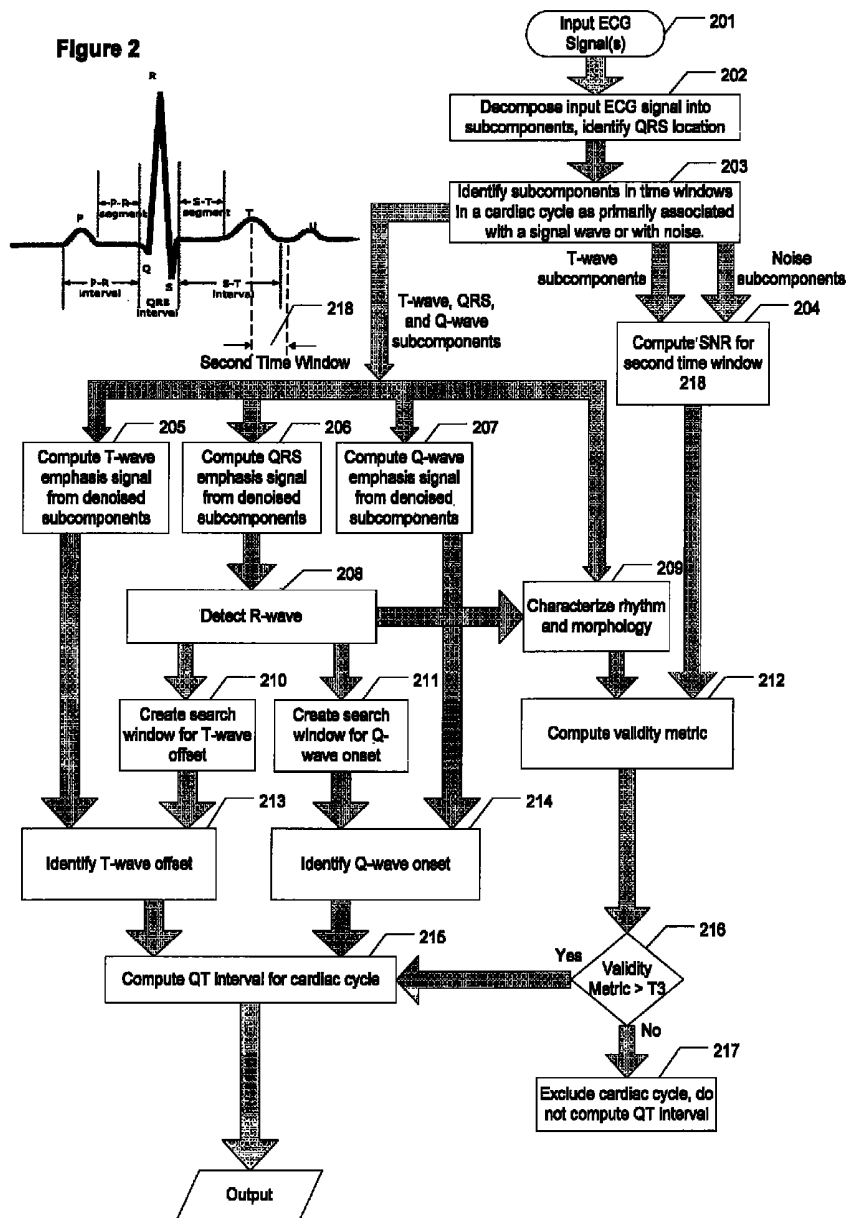 Figure 2
Input ECG
Signal(s)
201
202
Decompose input ECG signal into
subcomponents, identify QRS location
203
Identify subcomponents in time windows
in a cardiac cycle as primarily associated
with a signal wave or with noise.
R
P-R
segment
S-T
segment
P
T
U
Q
S
P-R
interval
QRS
interval
S-T
interval
218
Second Time Window
T-wave, QRS,
and Q-wave
subcomponents
T-wave
subcomponents
Noise
subcomponents
204
Compute SNR for
second time window
218
205
Compute T-wave
emphasis signal
from denoised
subcomponents
206
Compute QRS
emphasis signal
from denoised
subcomponents
207
Compute Q-wave
emphasis signal
from denoised
subcomponents
208
Detect R-wave
209
Characterize rhythm
and morphology
210
Create search
window for T-wave
offset
211
Create search
window for Q-
wave onset
212
Compute validity metric
213
Identify T-wave offset
214
Identify Q-wave onset
215
Compute QT interval for cardiac cycle
216
Validity
Metric > T3
Yes
No
217
Exclude cardiac cycle, do
not compute QT interval
Output